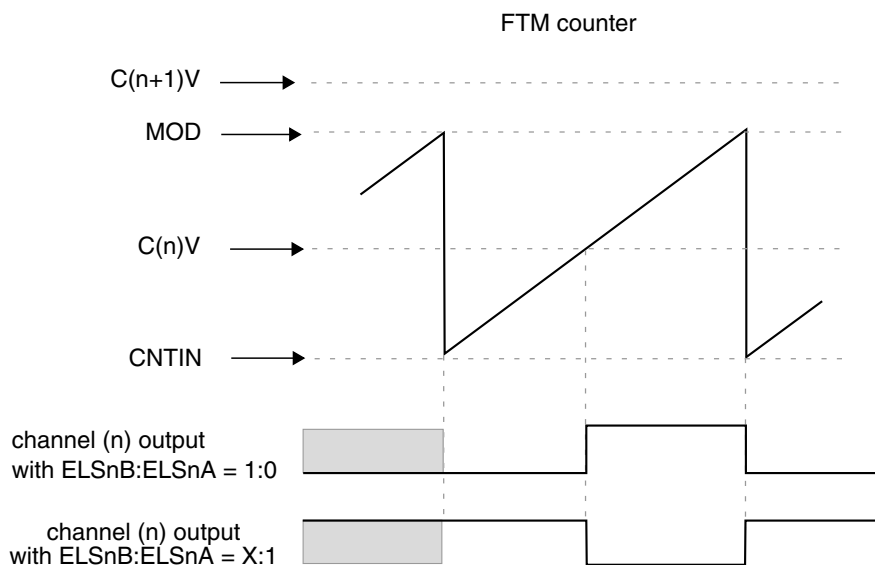 FTM counter
C(n+1)V
MOD
C(n)V
CNTIN
channel (n) output
with ELSnB:ELSnA = 1:0
channel (n) output
with ELSnB:ELSnA = X:1